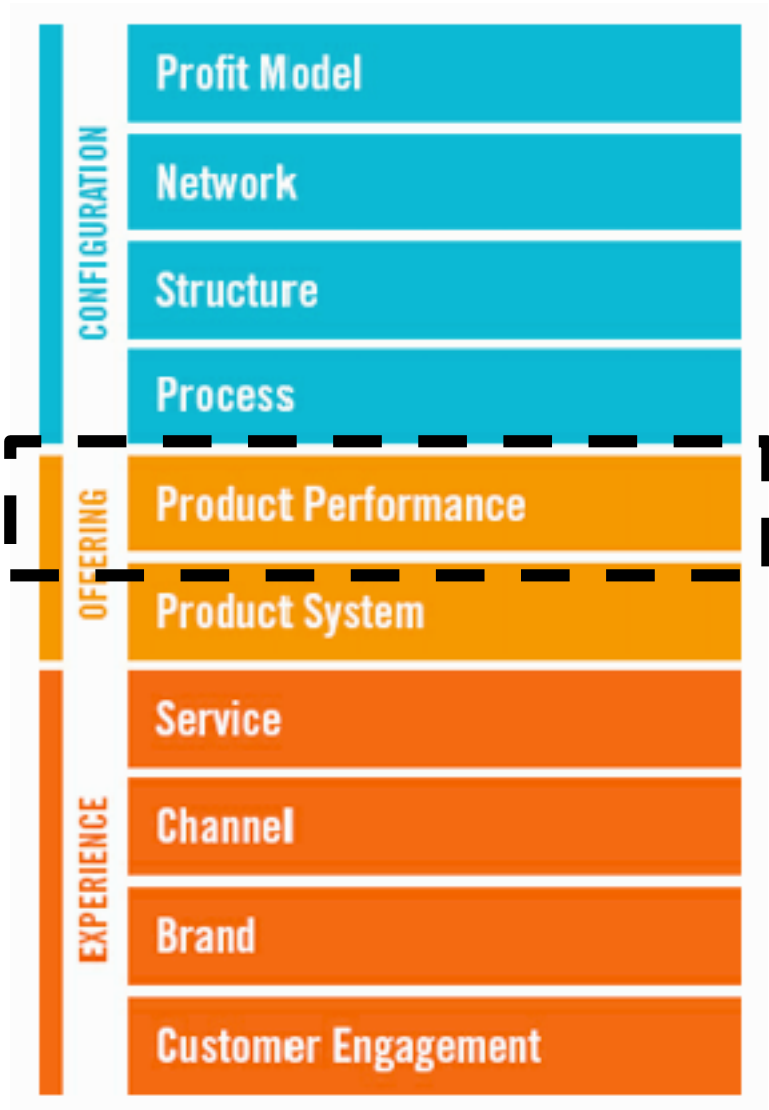 CONFIGURATION
Profit Model
Network
Structure
Process
OFFERING
Product Performance
Product System
EXPERIENCE
Service
Channel
Brand
Customer Engagement